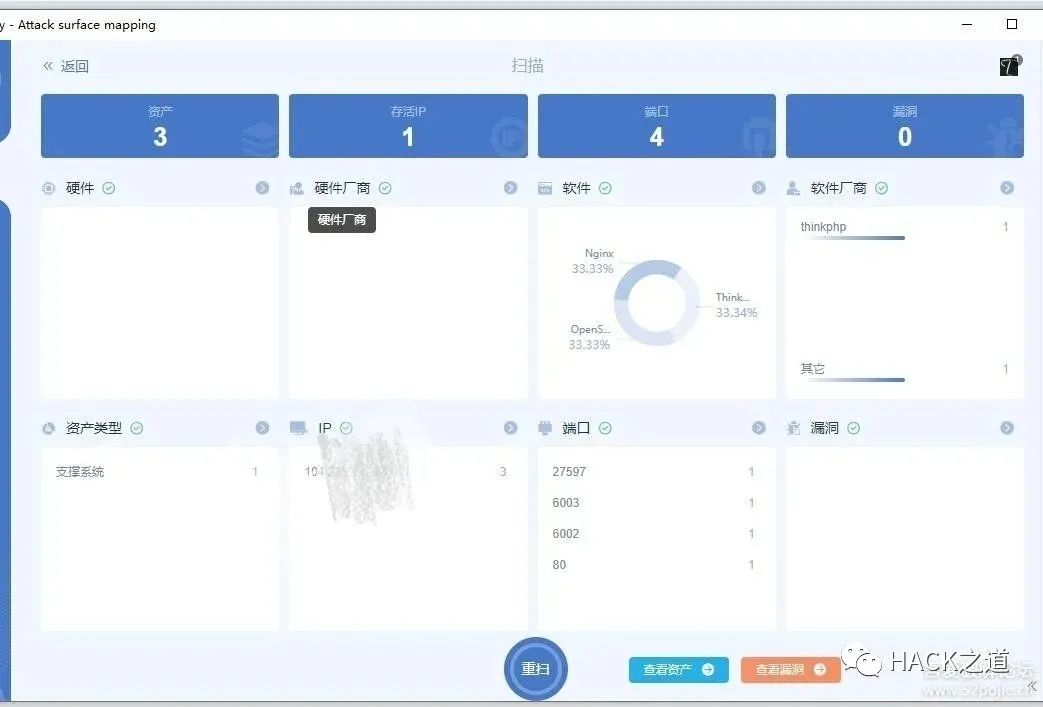 y - Attack surface mapping
« 返回
扫描
1
资产
3
存活IP
1
端口
4
漏洞
0
硬件
硬件厂商
软件
软件厂商
硬件厂商
Nginx
33.33%
Think...
33.34%
OpenS...
33.33%
thinkphp 1
其它 1
资产类型
IP
端口
漏洞
支撑系统 1
3
27597 1
6003 1
6002 1
80 1
重扫
查看资产
查看漏洞
HACK之道
www.52pojie.cn